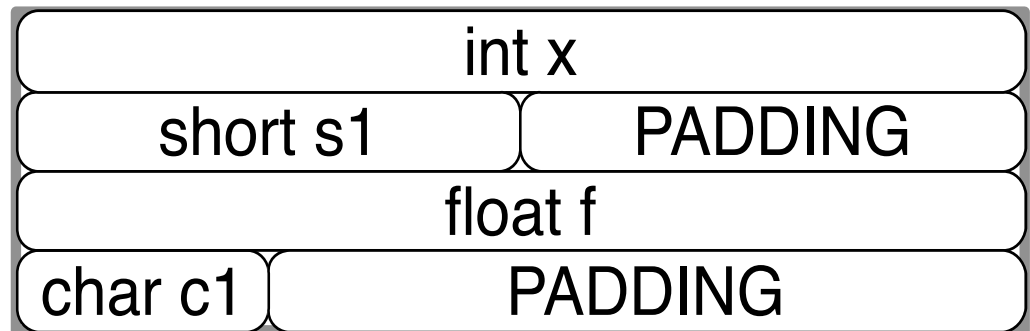 int x
short s1 PADDING
float f
char c1 PADDING